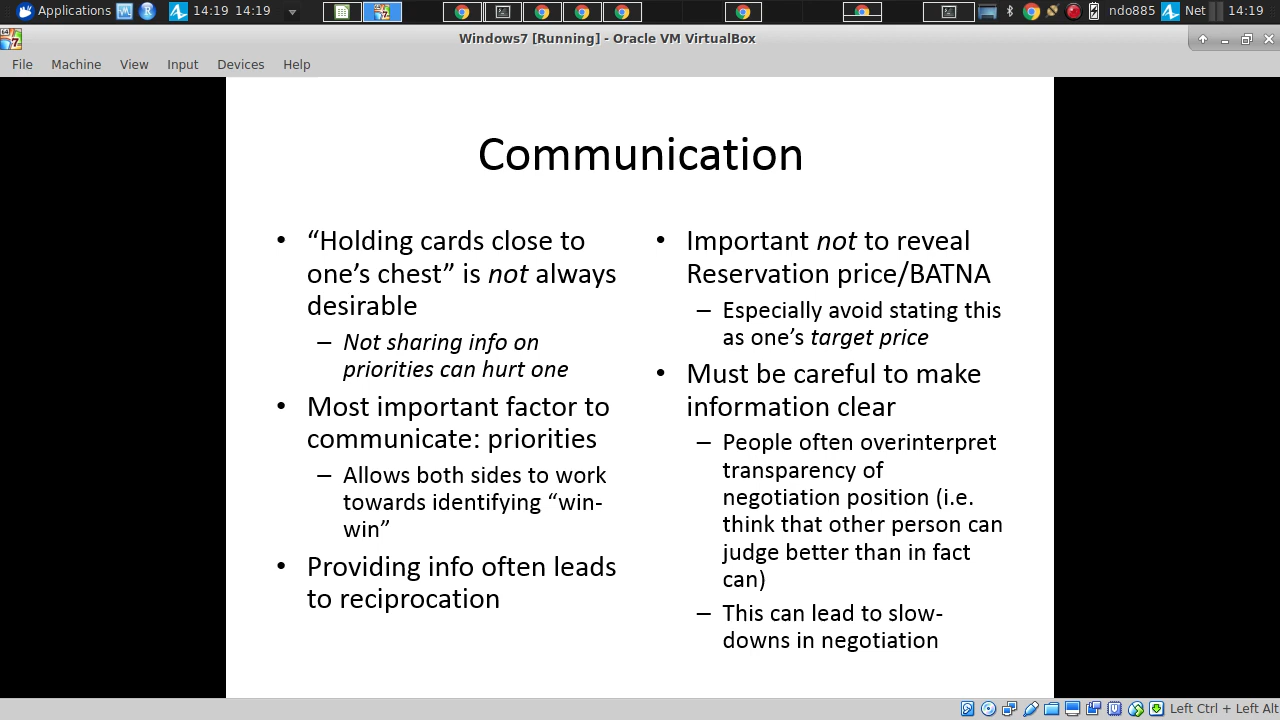 Applications 14:19 14:19 ndo885 Net 14:19
Windows7 [Running] - Oracle VM VirtualBox
File Machine View Input Devices Help
Communication
• “Holding cards close to
one’s chest” is not always
desirable
– Not sharing info on
priorities can hurt one
• Most important factor to
communicate: priorities
– Allows both sides to work
towards identifying “win-
win”
• Providing info often leads
to reciprocation
• Important not to reveal
Reservation price/BATNA
– Especially avoid stating this
as one’s target price
• Must be careful to make
information clear
– People often overinterpret
transparency of
negotiation position (i.e.
think that other person can
judge better than in fact
can)
– This can lead to slow-
downs in negotiation
Left Ctrl + Left Alt